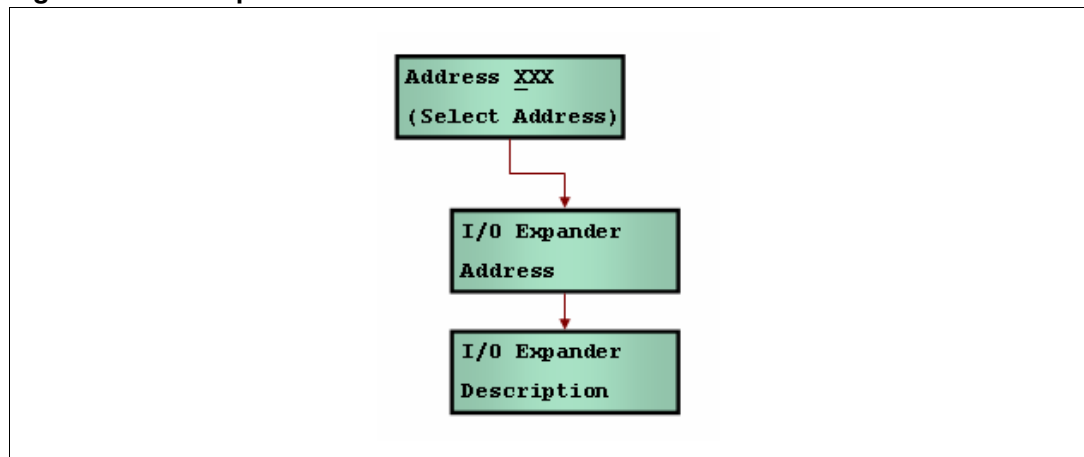 Address XXX
(Select Address)
I/O Expander
Address
I/O Expander
Description